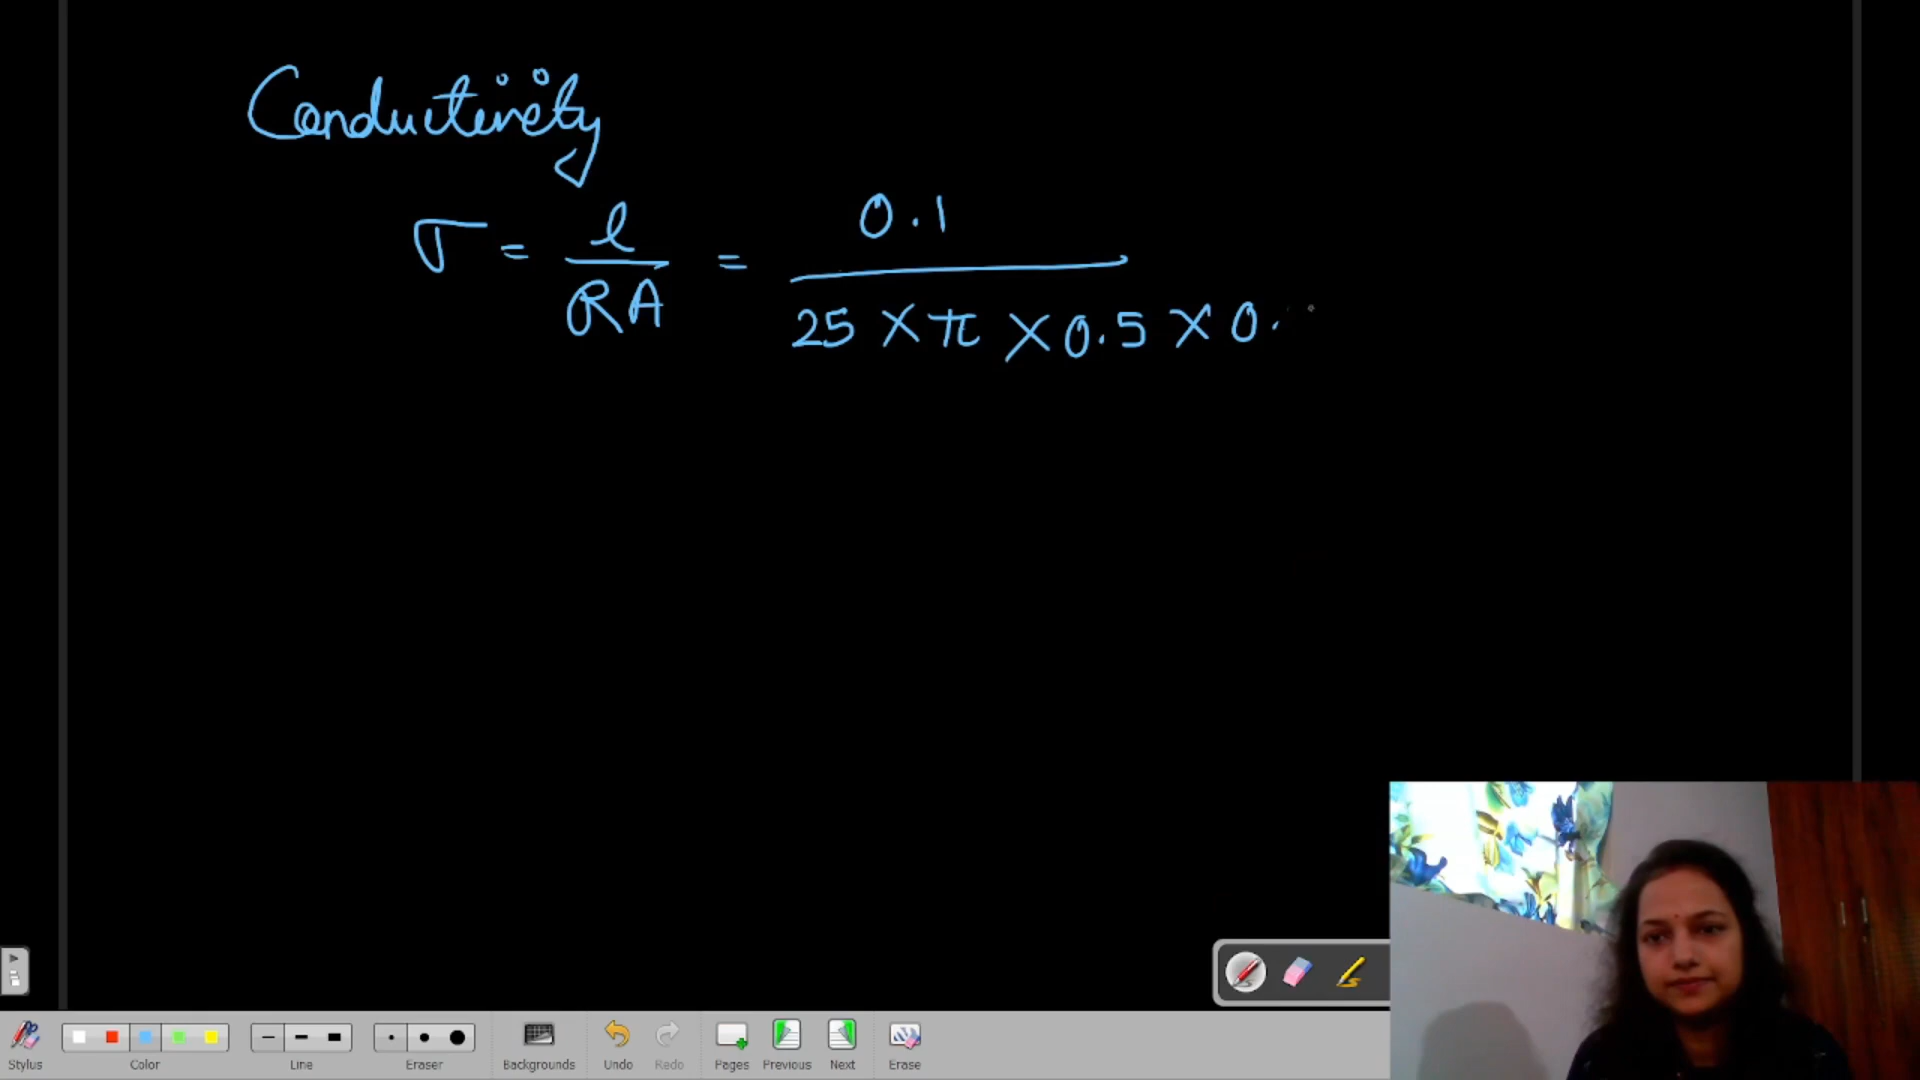 Conductivity
σ = l/RA = 0.1 / 25 × π × 0.5 × 0.
Stylus Color Line Eraser Backgrounds Undo Redo Pages Previous Next Erase